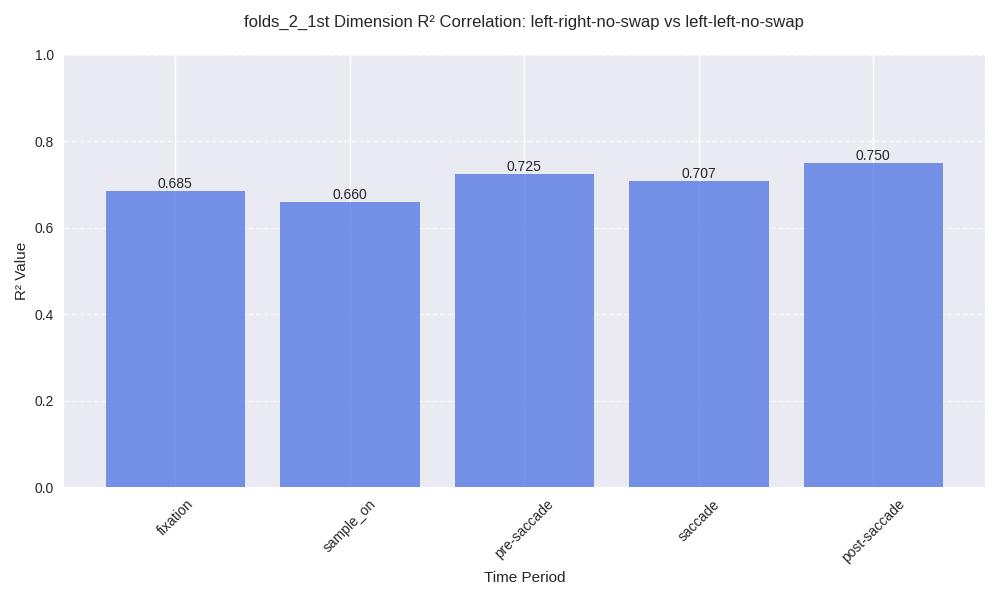 folds_2_1st Dimension R² Correlation: left-right-no-swap vs left-left-no-swap
1.0
0.8
0.6
0.4
0.2
0.0
R² Value
0.685
0.660
0.725
0.707
0.750
fixation
sample_on
pre-saccade
saccade
post-saccade
Time Period